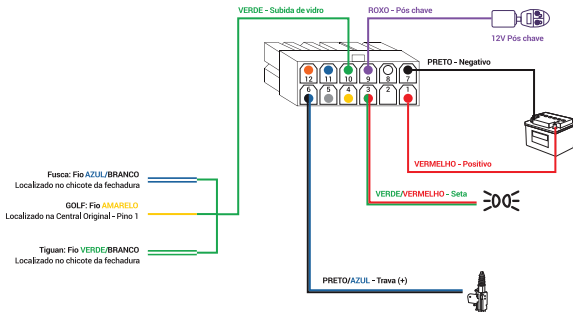 VERDE - Subida de vidro
ROXO - Pós chave
12V Pós chave
PRETO - Negativo
12 11 10 9 8 7
6 5 4 3 2 1
VERMELHO - Positivo
VERDE/VERMELHO - Seta
Fusca: Fio AZUL/BRANCO
Localizado no chicote da fechadura
GOLF: Fio AMARELO
Localizado na Central Original - Pino 1
Tiguan: Fio VERDE/BRANCO
Localizado no chicote da fechadura
PRETO/AZUL - Trava (+)